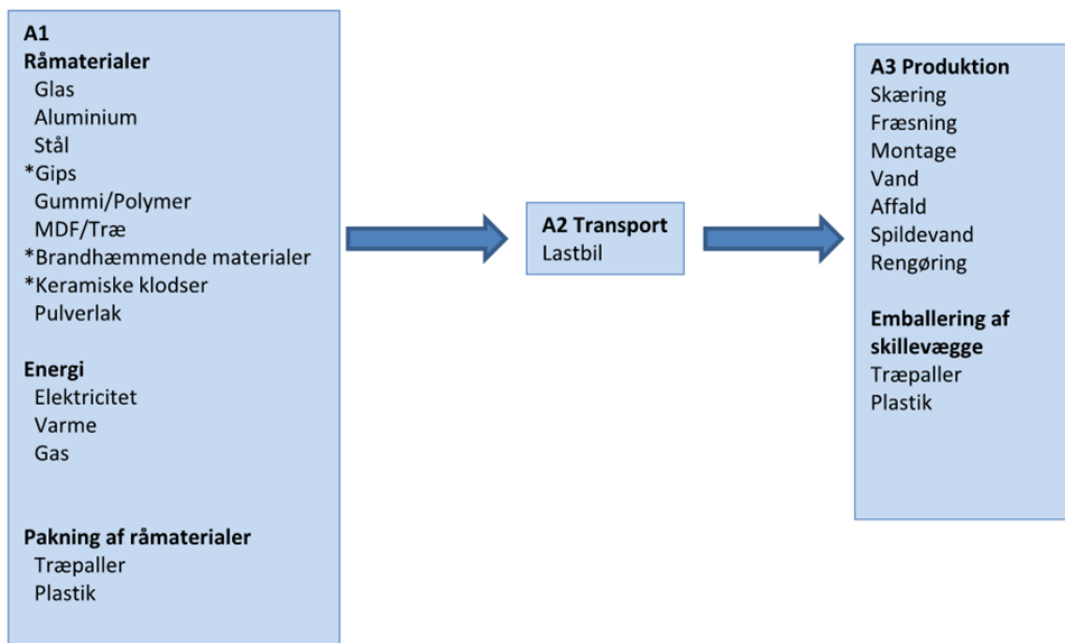 A1
Råmaterialer
Glas
Aluminium
Stål
*Gips
Gummi/Polymer
MDF/Træ
*Brandhæmmende materialer
*Keramiske klodser
Pulverlak
Energi
Elektricitet
Varme
Gas
Pakning af råmaterialer
Træpaller
Plastik
A2 Transport
Lastbil
A3 Produktion
Skæring
Fræsning
Montage
Vand
Affald
Spildevand
Rengøring
Emballering af
skillevægge
Træpaller
Plastik